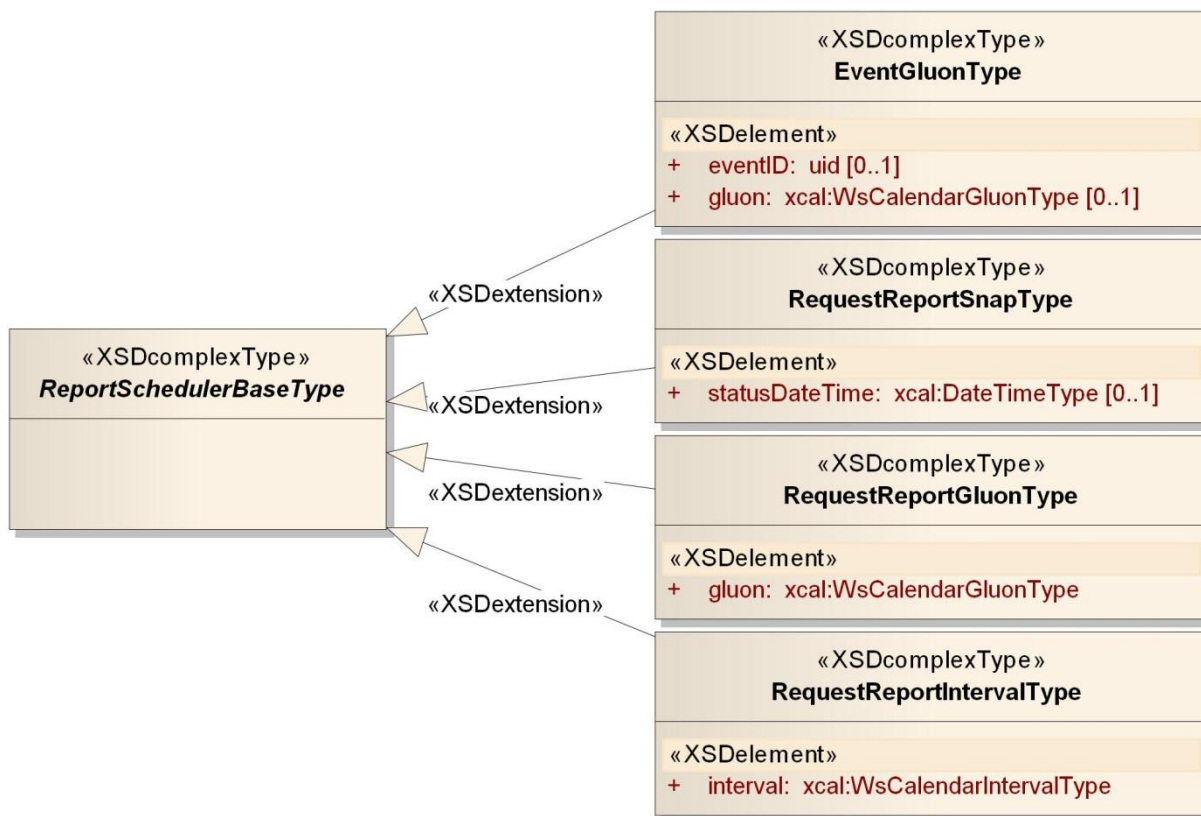 «XSDcomplexType»
EventGluonType
«XSDelement»
+ eventID: uid [0..1]
+ gluon: xcal:WsCalendarGluonType [0..1]
«XSDextension»
«XSDcomplexType»
RequestReportSnapType
«XSDelement»
+ statusDateTime: xcal:DateTimeType [0..1]
«XSDcomplexType»
ReportSchedulerBaseType
«XSDextension»
«XSDcomplexType»
RequestReportGluonType
«XSDelement»
+ gluon: xcal:WsCalendarGluonType
«XSDextension»
«XSDextension»
«XSDcomplexType»
RequestReportIntervalType
«XSDelement»
+ interval: xcal:WsCalendarIntervalType